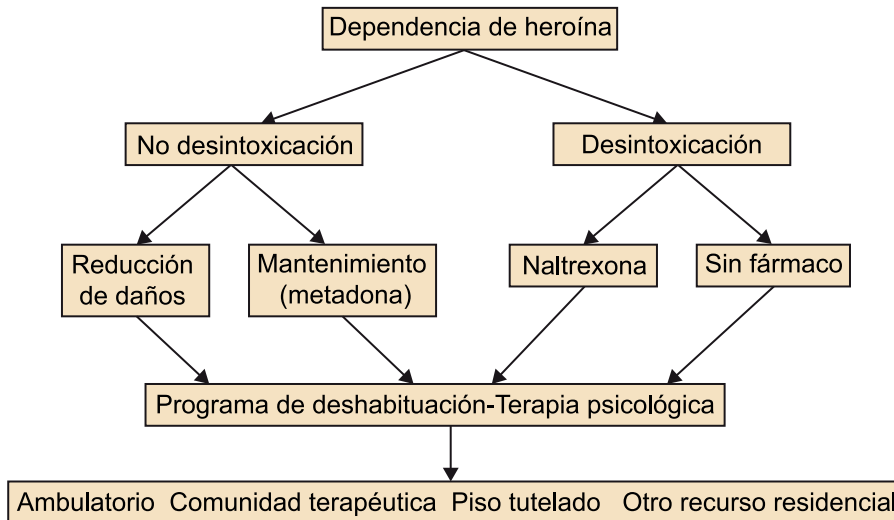 Dependencia de heroína
No desintoxicación
Desintoxicación
Reducción
de daños
Mantenimiento
(metadona)
Naltrexona
Sin fármaco
Programa de deshabituación-Terapia psicológica
Ambulatorio Comunidad terapéutica Piso tutelado Otro recurso residencial